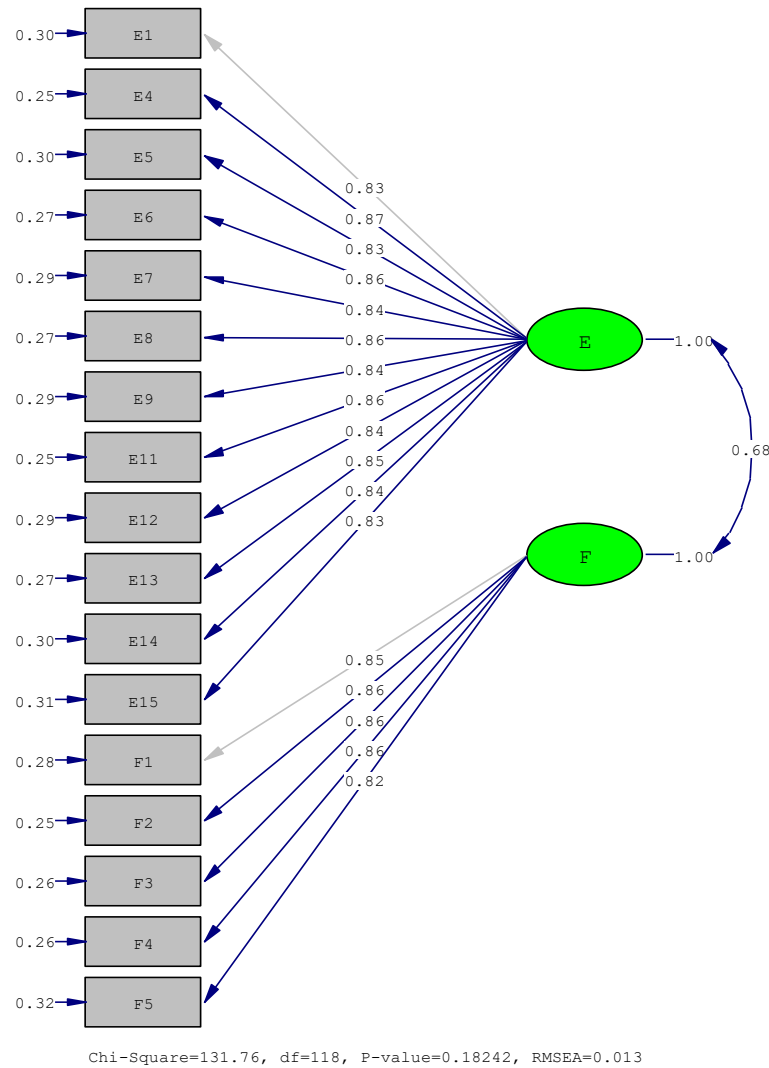 0.30 E1
0.25 E4
0.30 E5
0.83
0.27 E6
0.87
0.83
0.29 E7
0.86
0.84
0.27 E8
0.86
E 1.00
0.84
0.29 E9
0.86
0.84
0.68
0.25 E11
0.85
0.84
0.29 E12
0.83
F 1.00
0.27 E13
0.30 E14
0.85
0.31 E15
0.86
0.86
0.86
0.28 F1
0.82
0.25 F2
0.26 F3
0.26 F4
0.32 F5
Chi-Square=131.76, df=118, P-value=0.18242, RMSEA=0.013